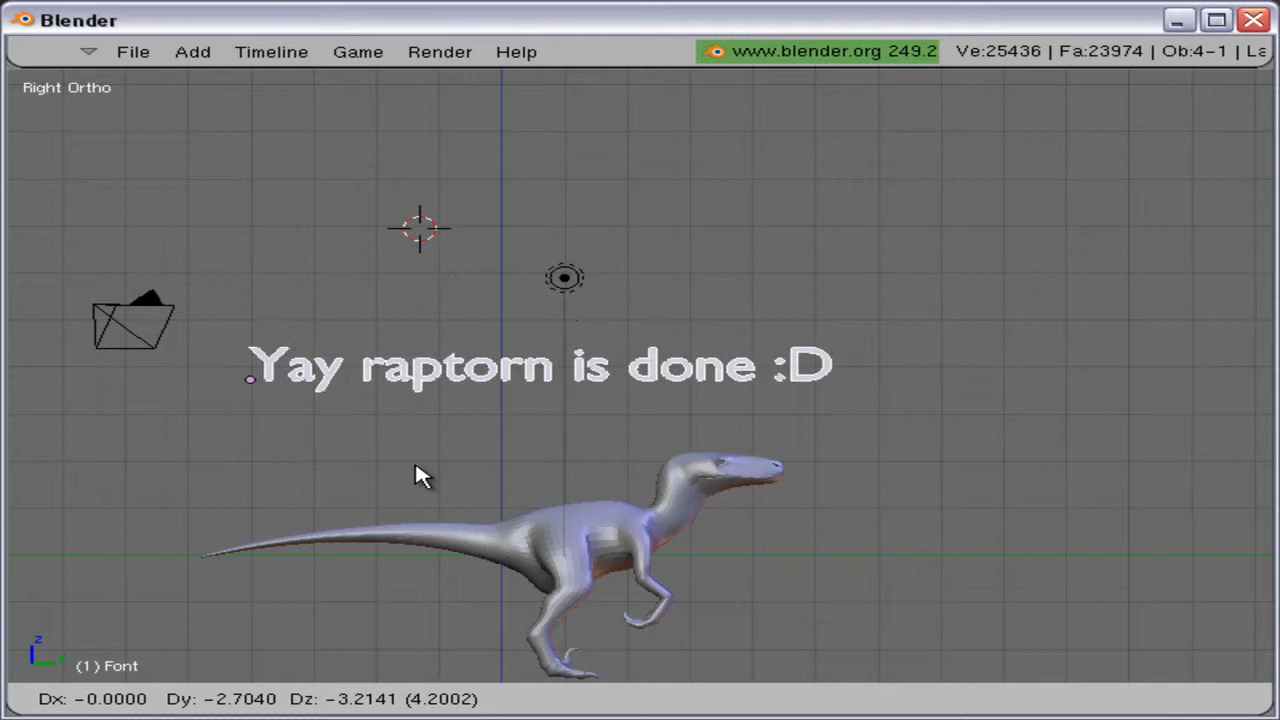 Blender
File Add Timeline Game Render Help www.blender.org 249.2 Ve:25436 | Fa:23974 | Ob:4-1 | La
Right Ortho
Yay raptorn is done :D
z
Y
(1) Font
Dx: -0.0000 Dy: -2.7040 Dz: -3.2141 (4.2002)